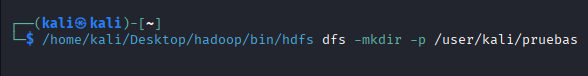 ┌──(kali㉿kali)-[~]
└─$ /home/kali/Desktop/hadoop/bin/hdfs dfs -mkdir -p /user/kali/pruebas